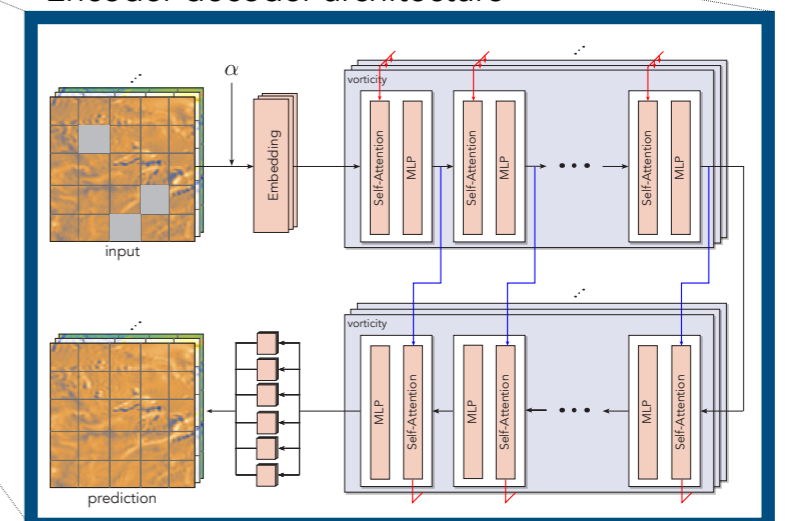 Encoder-decoder architecture
α
vorticity
Embedding
Self-Attention
MLP
Self-Attention
MLP
Self-Attention
MLP
input
vorticity
MLP
Self-Attention
MLP
Self-Attention
MLP
Self-Attention
prediction